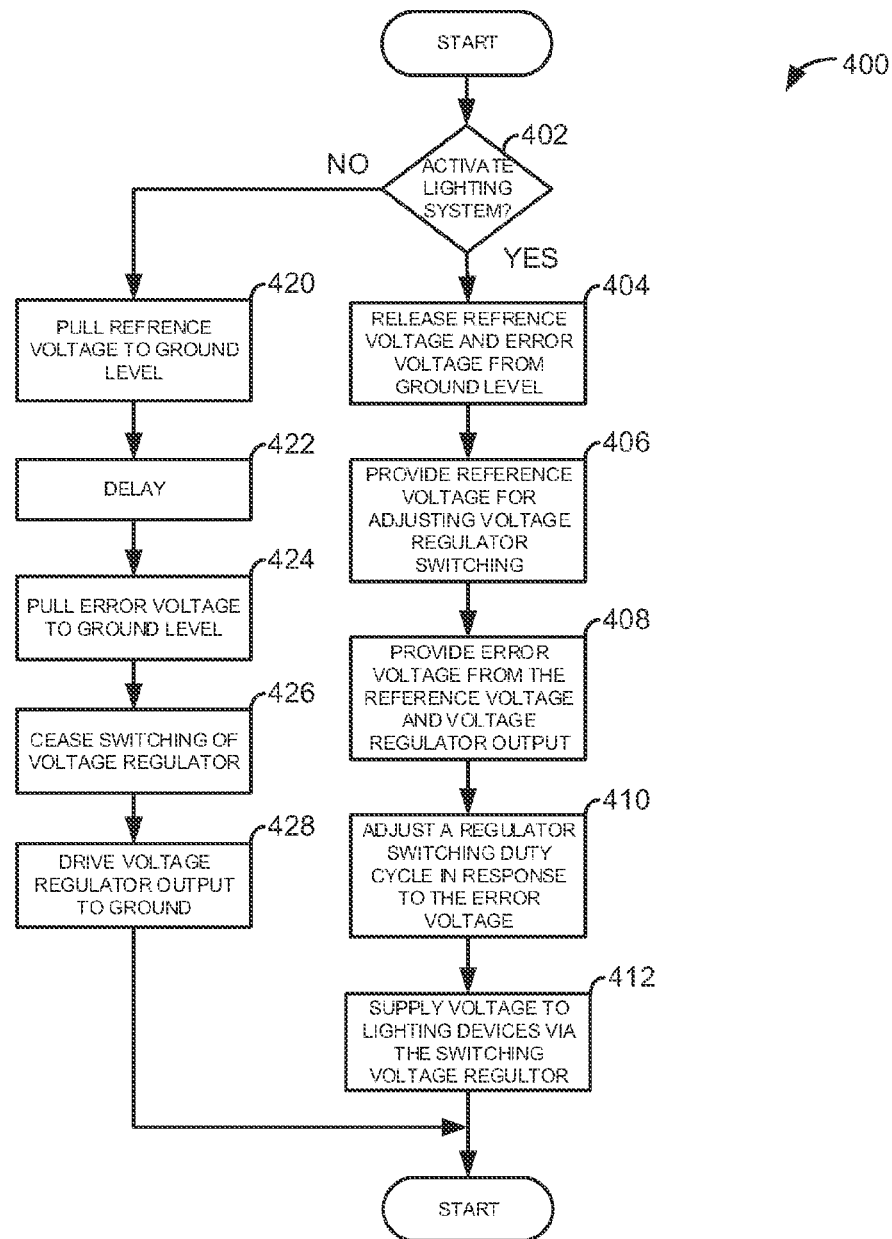 START
400
402
ACTIVATE
LIGHTING
SYSTEM?
NO
YES
420
PULL REFRENCE
VOLTAGE TO GROUND
LEVEL
422
DELAY
424
PULL ERROR VOLTAGE
TO GROUND LEVEL
426
CEASE SWITCHING OF
VOLTAGE REGULATOR
428
DRIVE VOLTAGE
REGULATOR OUTPUT
TO GROUND
404
RELEASE REFRENCE
VOLTAGE AND ERROR
VOLTAGE FROM
GROUND LEVEL
406
PROVIDE REFERENCE
VOLTAGE FOR
ADJUSTING VOLTAGE
REGULATOR
SWITCHING
408
PROVIDE ERROR
VOLTAGE FROM THE
REFERENCE VOLTAGE
AND VOLTAGE
REGULATOR OUTPUT
410
ADJUST A REGULATOR
SWITCHING DUTY
CYCLE IN RESPONSE
TO THE ERROR
VOLTAGE
412
SUPPLY VOLTAGE TO
LIGHTING DEVICES VIA
THE SWITCHING
VOLTAGE REGULTOR
START